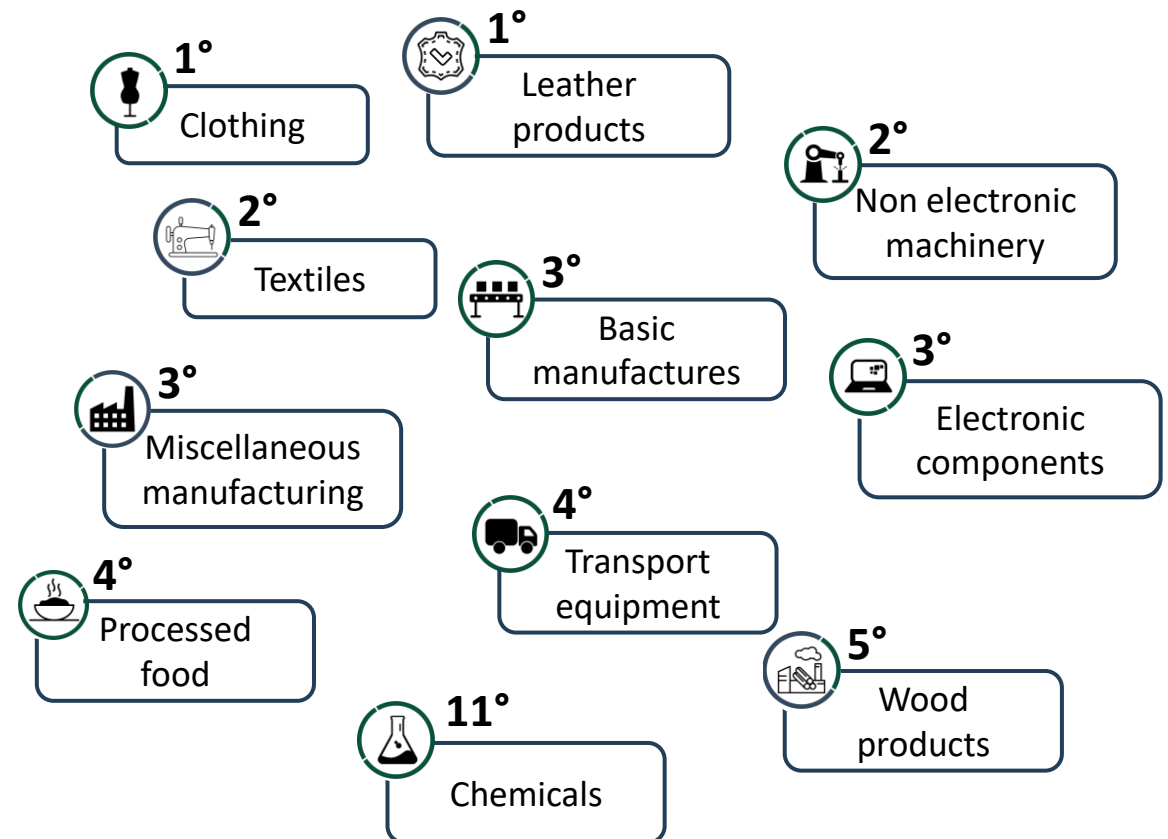 1°
Clothing
1°
Leather
products
2°
Non electronic
machinery
2°
Textiles
3°
Basic
manufactures
3°
Electronic
components
3°
Miscellaneous
manufacturing
4°
Transport
equipment
4°
Processed
food
5°
Wood
products
11°
Chemicals